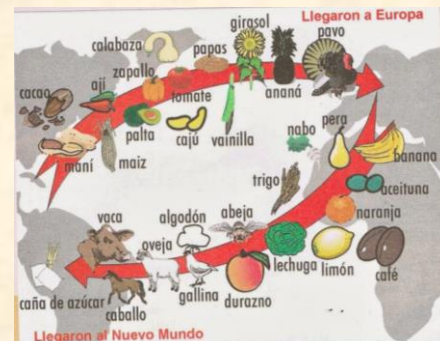 Llegaron a Europa
girasol
pavo
calabaza
papas
zapallo
cacao
ají
tomate
ananá
palta
cajú
vainilla
maní
maiz
nabo
pera
banana
trigo
aceituna
naranja
vaca
algodón
abeja
oveja
lechuga
limón
café
caña de azúcar
caballo
gallina
durazno
Llegaron al Nuevo Mundo